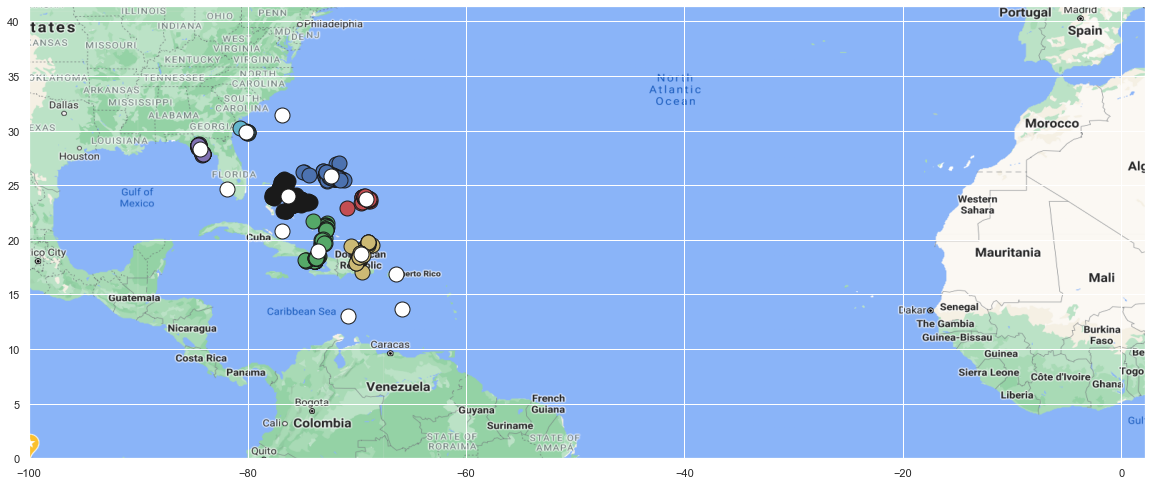 ILLINOIS
OHIO
PENN
Philadelphia
INDIANA
MD
DE
NJ
tates
WEST
VIRGINIA
KANSAS
MISSOURI
KENTUCKY
VIRGINIA
OKLAHOMA
TENNESSEE
NORTH
CAROLINA
ARKANSAS
MISSISSIPPI
SOUTH
CAROLINA
Dallas
ALABAMA
GEORGIA
TEXAS
LOUISIANA
Houston
FLORIDA
Gulf of
Mexico
Cuba
ico City
Dominican
Republic
erto Rico
Guatemala
Caribbean Sea
Nicaragua
Costa Rica
Panama
Caracas
Venezuela
Bogota
Cali
Colombia
Guyana
French
Guiana
Suriname
STATE OF
RORAIMA
STATE OF
AMAPA
Quito
North
Atlantic
Ocean
Portugal
Madrid
Spain
Morocco
Alg
Western
Sahara
Mauritania
Mali
Dakar
Senegal
The Gambia
Guinea-Bissau
Burkina
Faso
Guinea
Be
Sierra Leone
Côte d'Ivoire
Togo
Ghana
Liberia
Gulf
40
35
30
25
20
15
10
5
0
−100
−80
−60
−40
−20
0